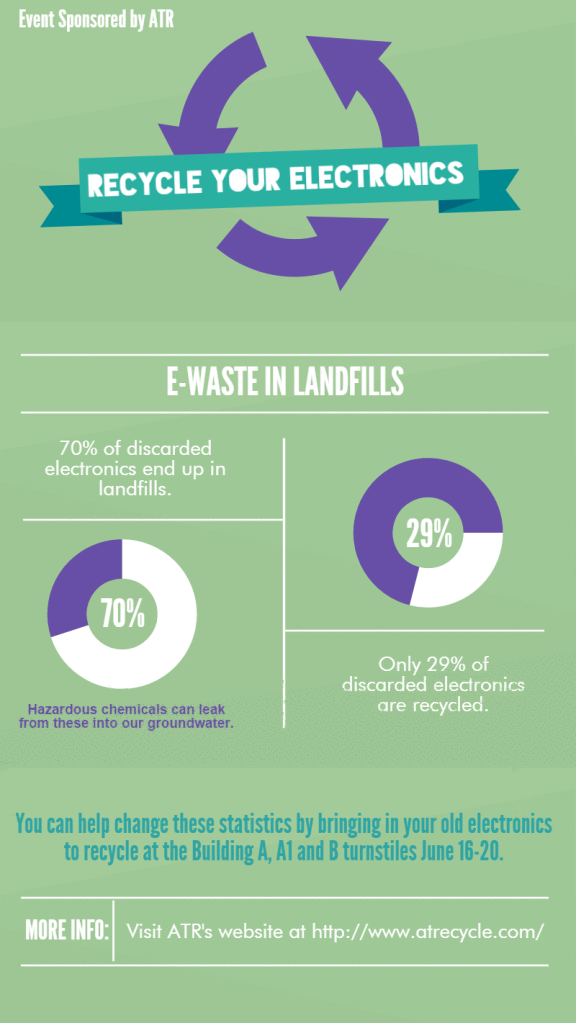 Event Sponsored by ATR
RECYCLE YOUR ELECTRONICS
E-WASTE IN LANDFILLS
70% of discarded
electronics end up in
landfills.
70%
Hazardous chemicals can leak
from these into our groundwater.
29%
Only 29% of
discarded electronics
are recycled.
You can help change these statistics by bringing in your old electronics
to recycle at the Building A, A1 and B turnstiles June 16-20.
MORE INFO: Visit ATR's website at http://www.atrecycle.com/